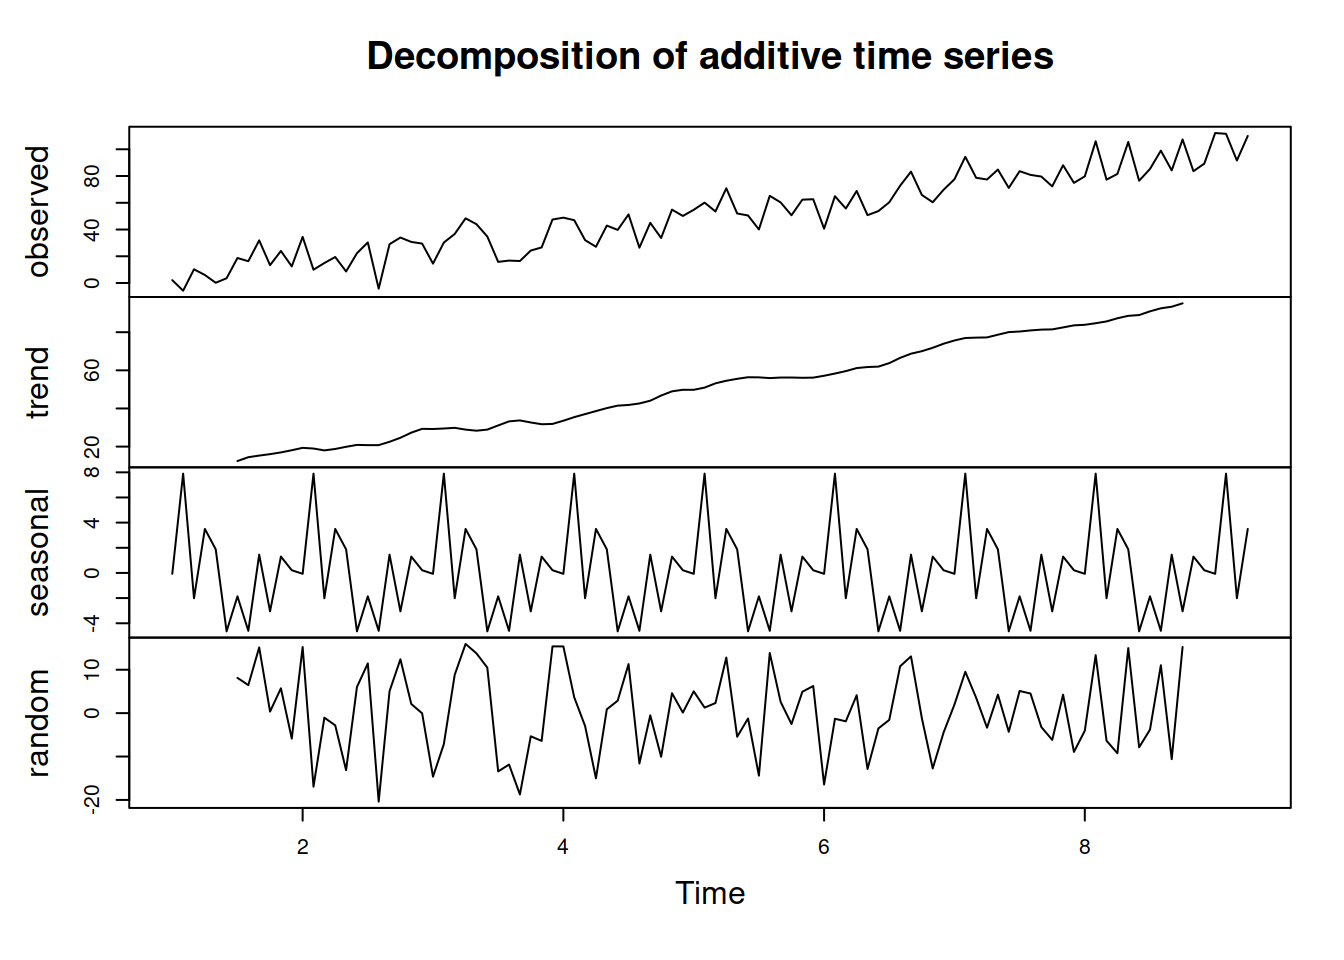 Decomposition of additive time series
observed
0 40 80
trend
20 60
seasonal
-4 0 4 8
random
-20 0 10
2 4 6 8
Time